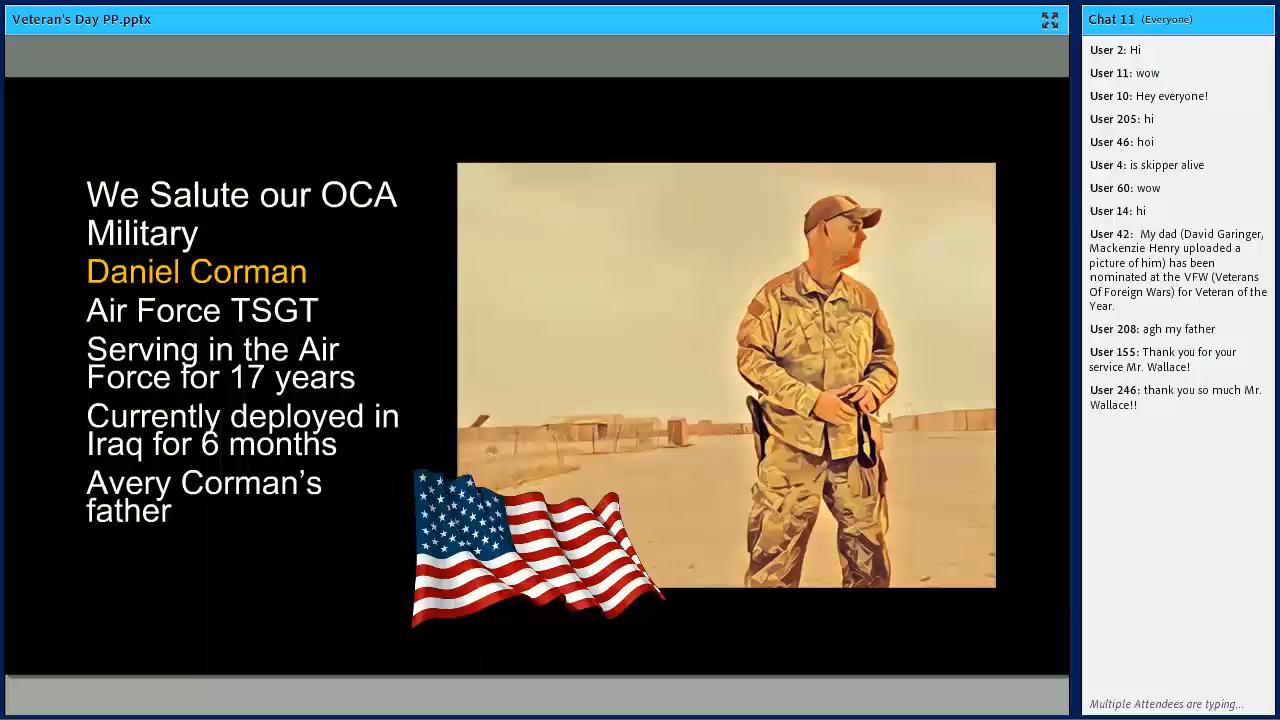 Veteran's Day PP.pptx
We Salute our OCA
Military
Daniel Corman
Air Force TSGT
Serving in the Air
Force for 17 years
Currently deployed in
Iraq for 6 months
Avery Corman’s
father
Chat 11 (Everyone)
User 2: Hi
User 11: wow
User 10: Hey everyone!
User 205: hi
User 46: hoi
User 4: is skipper alive
User 60: wow
User 14: hi
User 42: My dad (David Garinger,
Mackenzie Henry uploaded a
picture of him) has been
nominated at the VFW (Veterans
Of Foreign Wars) for Veteran of the
Year.
User 208: agh my father
User 155: Thank you for your
service Mr. Wallace!
User 246: thank you so much Mr.
Wallace!!
Multiple Attendees are typing...